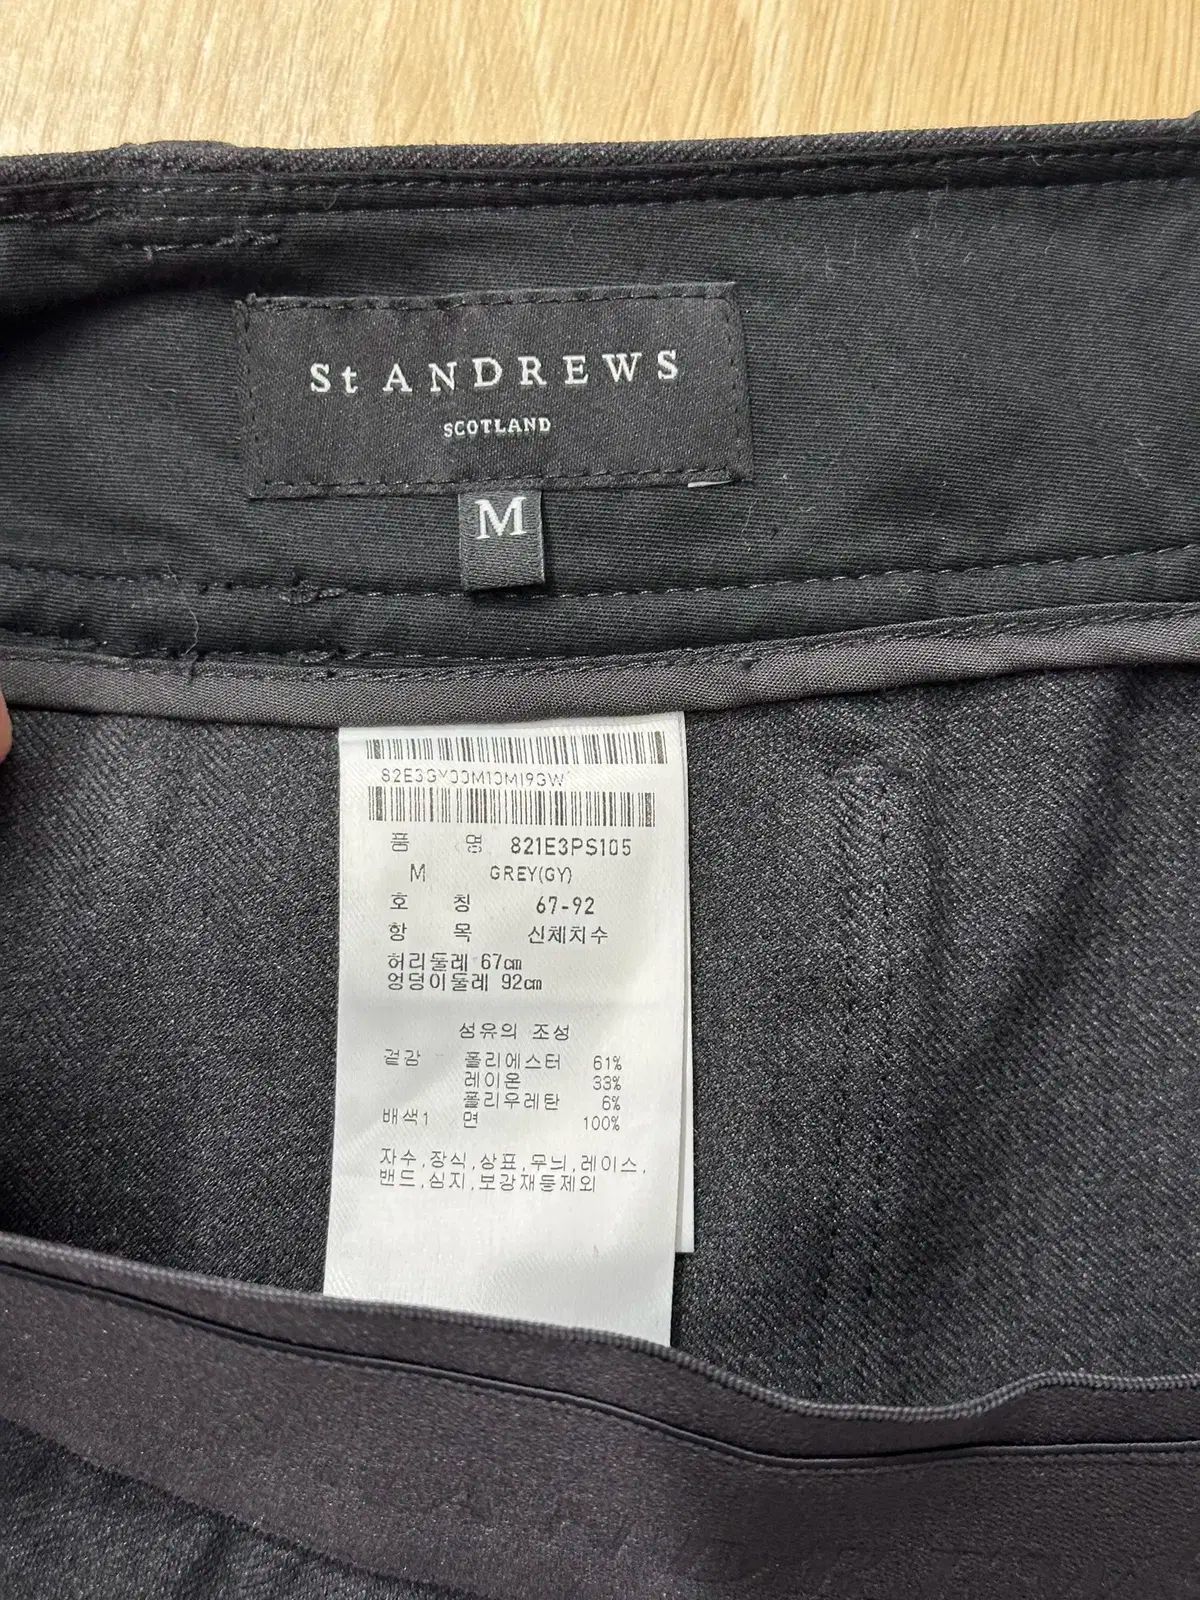 St ANDREWS
SCOTLAND
M
82E3GY00M10M19GW
품 명 821E3PS105
M GREY(GY)
호 칭 67-92
항 목 신체치수
허리둘레 67cm
엉덩이둘레 92cm
섬유의 조성
겉감 폴리에스터 61%
레이온 33%
폴리우레탄 6%
배색1 면 100%
자수,장식,상표,무늬,레이스,
밴드,심지,보강재등제외